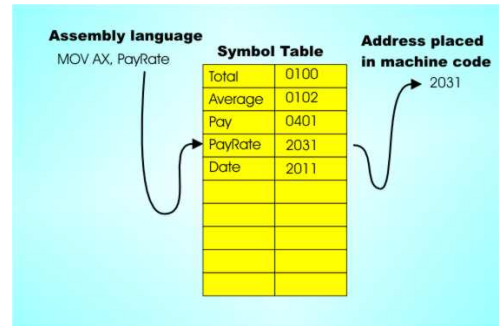 Assembly language
MOV AX, PayRate
Symbol Table
Total 0100
Average 0102
Pay 0401
PayRate 2031
Date 2011
Address placed
in machine code
2031